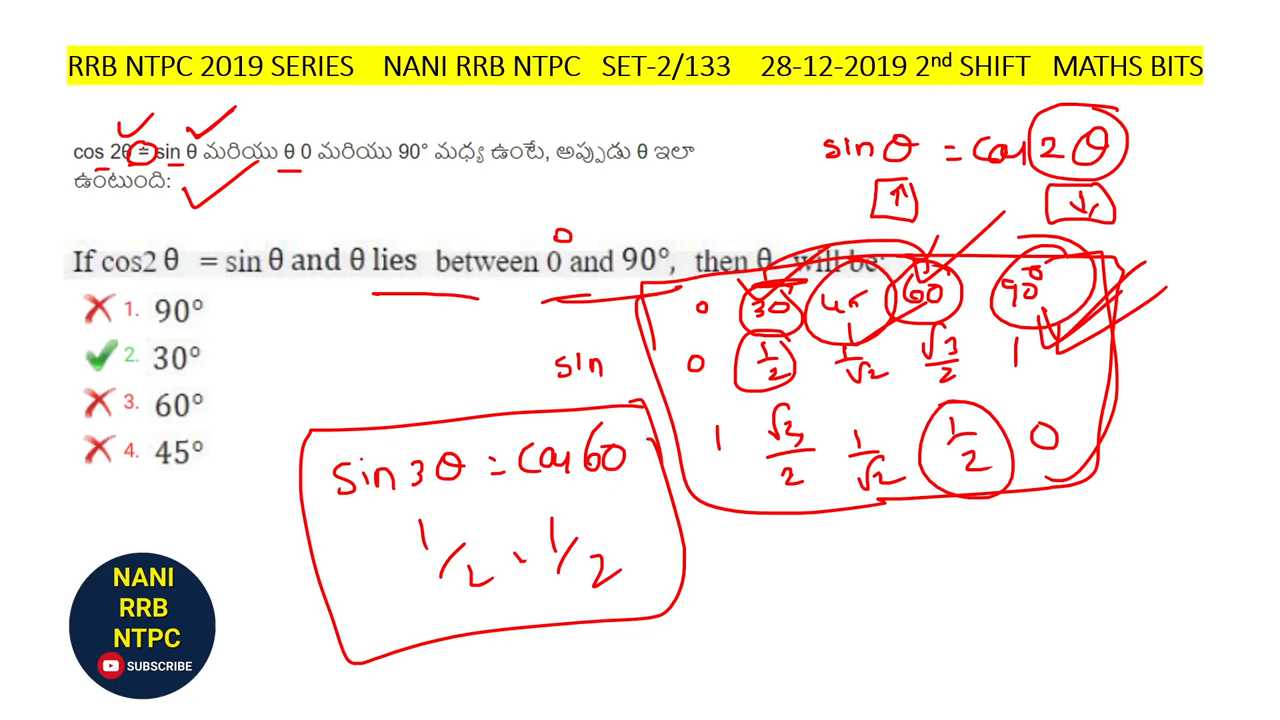 RRB NTPC 2019 SERIES NANI RRB NTPC SET-2/133 28-12-2019 2nd SHIFT MATHS BITS
cos 2θ = sin θ మరియు θ 0 మరియు 90° మధ్య ఉంటే, అప్పుడు θ ఇలా
ఉంటుంది:
sin θ = cos 2 θ
↑ ↓
0
If cos2 θ = sin θ and θ lies between 0 and 90°, then θ will be:
1. 90°
2. 30°
3. 60°
4. 45°
0 30° 45 60 90°
sin 0 1/2 1/√2 √3/2 1
1 √3/2 1/√2 1/2 0
sin 30 = cos 60
1/2 = 1/2
NANI
RRB
NTPC
SUBSCRIBE